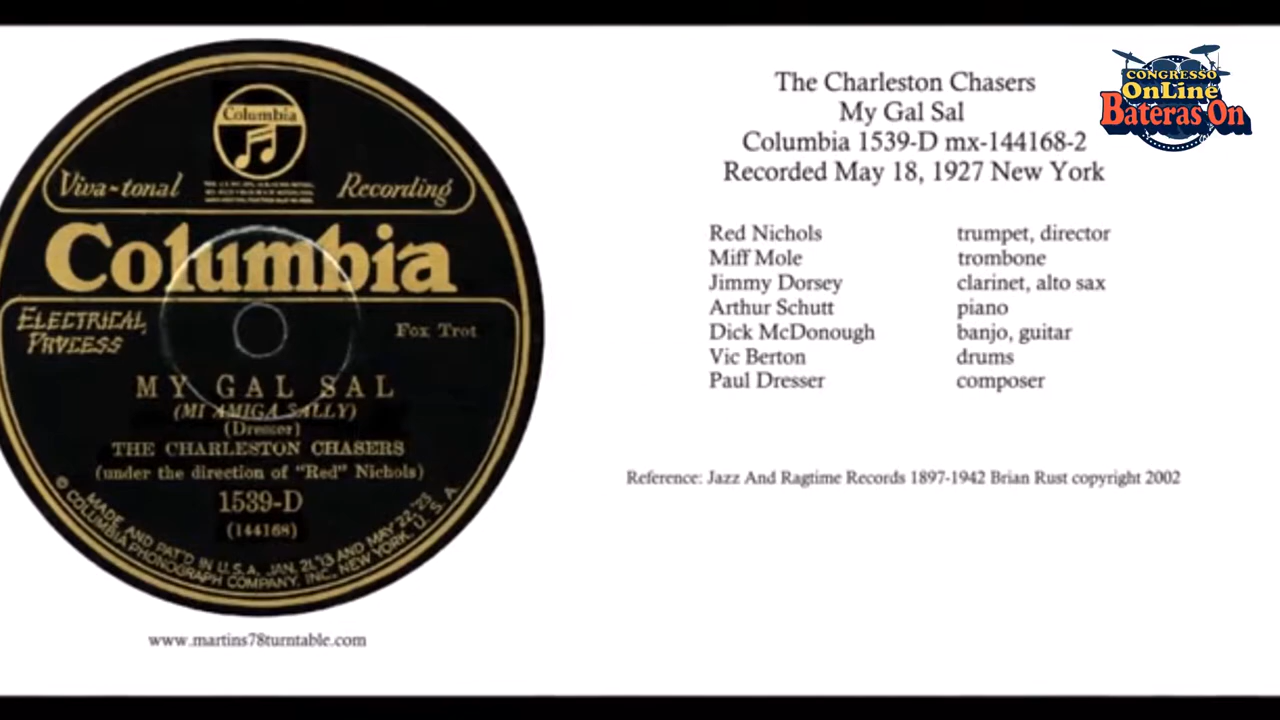 Columbia
Viva-tonal Recording
Columbia
ELECTRICAL
PROCESS
Fox Trot
MY GAL SAL
(MI AMIGA SALLY)
(Dresser)
THE CHARLESTON CHASERS
(under the direction of "Red" Nichols)
1539-D
(144168)
MADE AND PAT'D IN U.S.A. JAN. 21,'13 AND MAY 22,'23
© COLUMBIA PHONOGRAPH COMPANY, INC., NEW YORK, U. S. A.
www.martins78turntable.com
The Charleston Chasers
My Gal Sal
Columbia 1539-D mx-144168-2
Recorded May 18, 1927 New York
Red Nichols trumpet, director
Miff Mole trombone
Jimmy Dorsey clarinet, alto sax
Arthur Schutt piano
Dick McDonough banjo, guitar
Vic Berton drums
Paul Dresser composer
Reference: Jazz And Ragtime Records 1897-1942 Brian Rust copyright 2002
CONGRESSO
OnLine
Bateras On